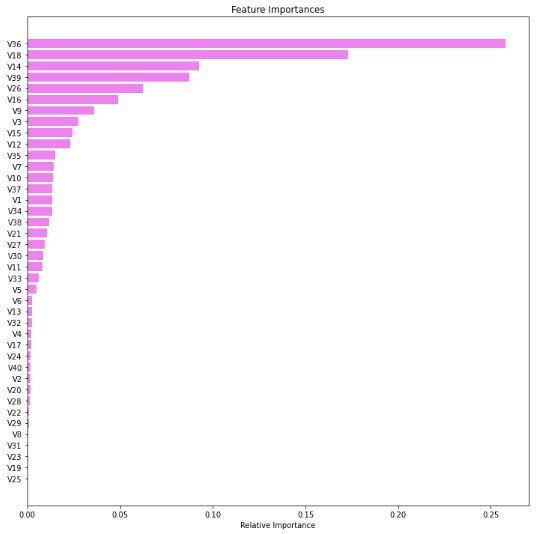 Feature Importances
V36
V18
V14
V39
V26
V16
V9
V3
V15
V12
V35
V7
V10
V37
V1
V34
V38
V21
V27
V30
V11
V33
V5
V6
V13
V32
V4
V17
V24
V40
V2
V20
V28
V22
V29
V8
V31
V23
V19
V25
0.00 0.05 0.10 0.15 0.20 0.25
Relative Importance